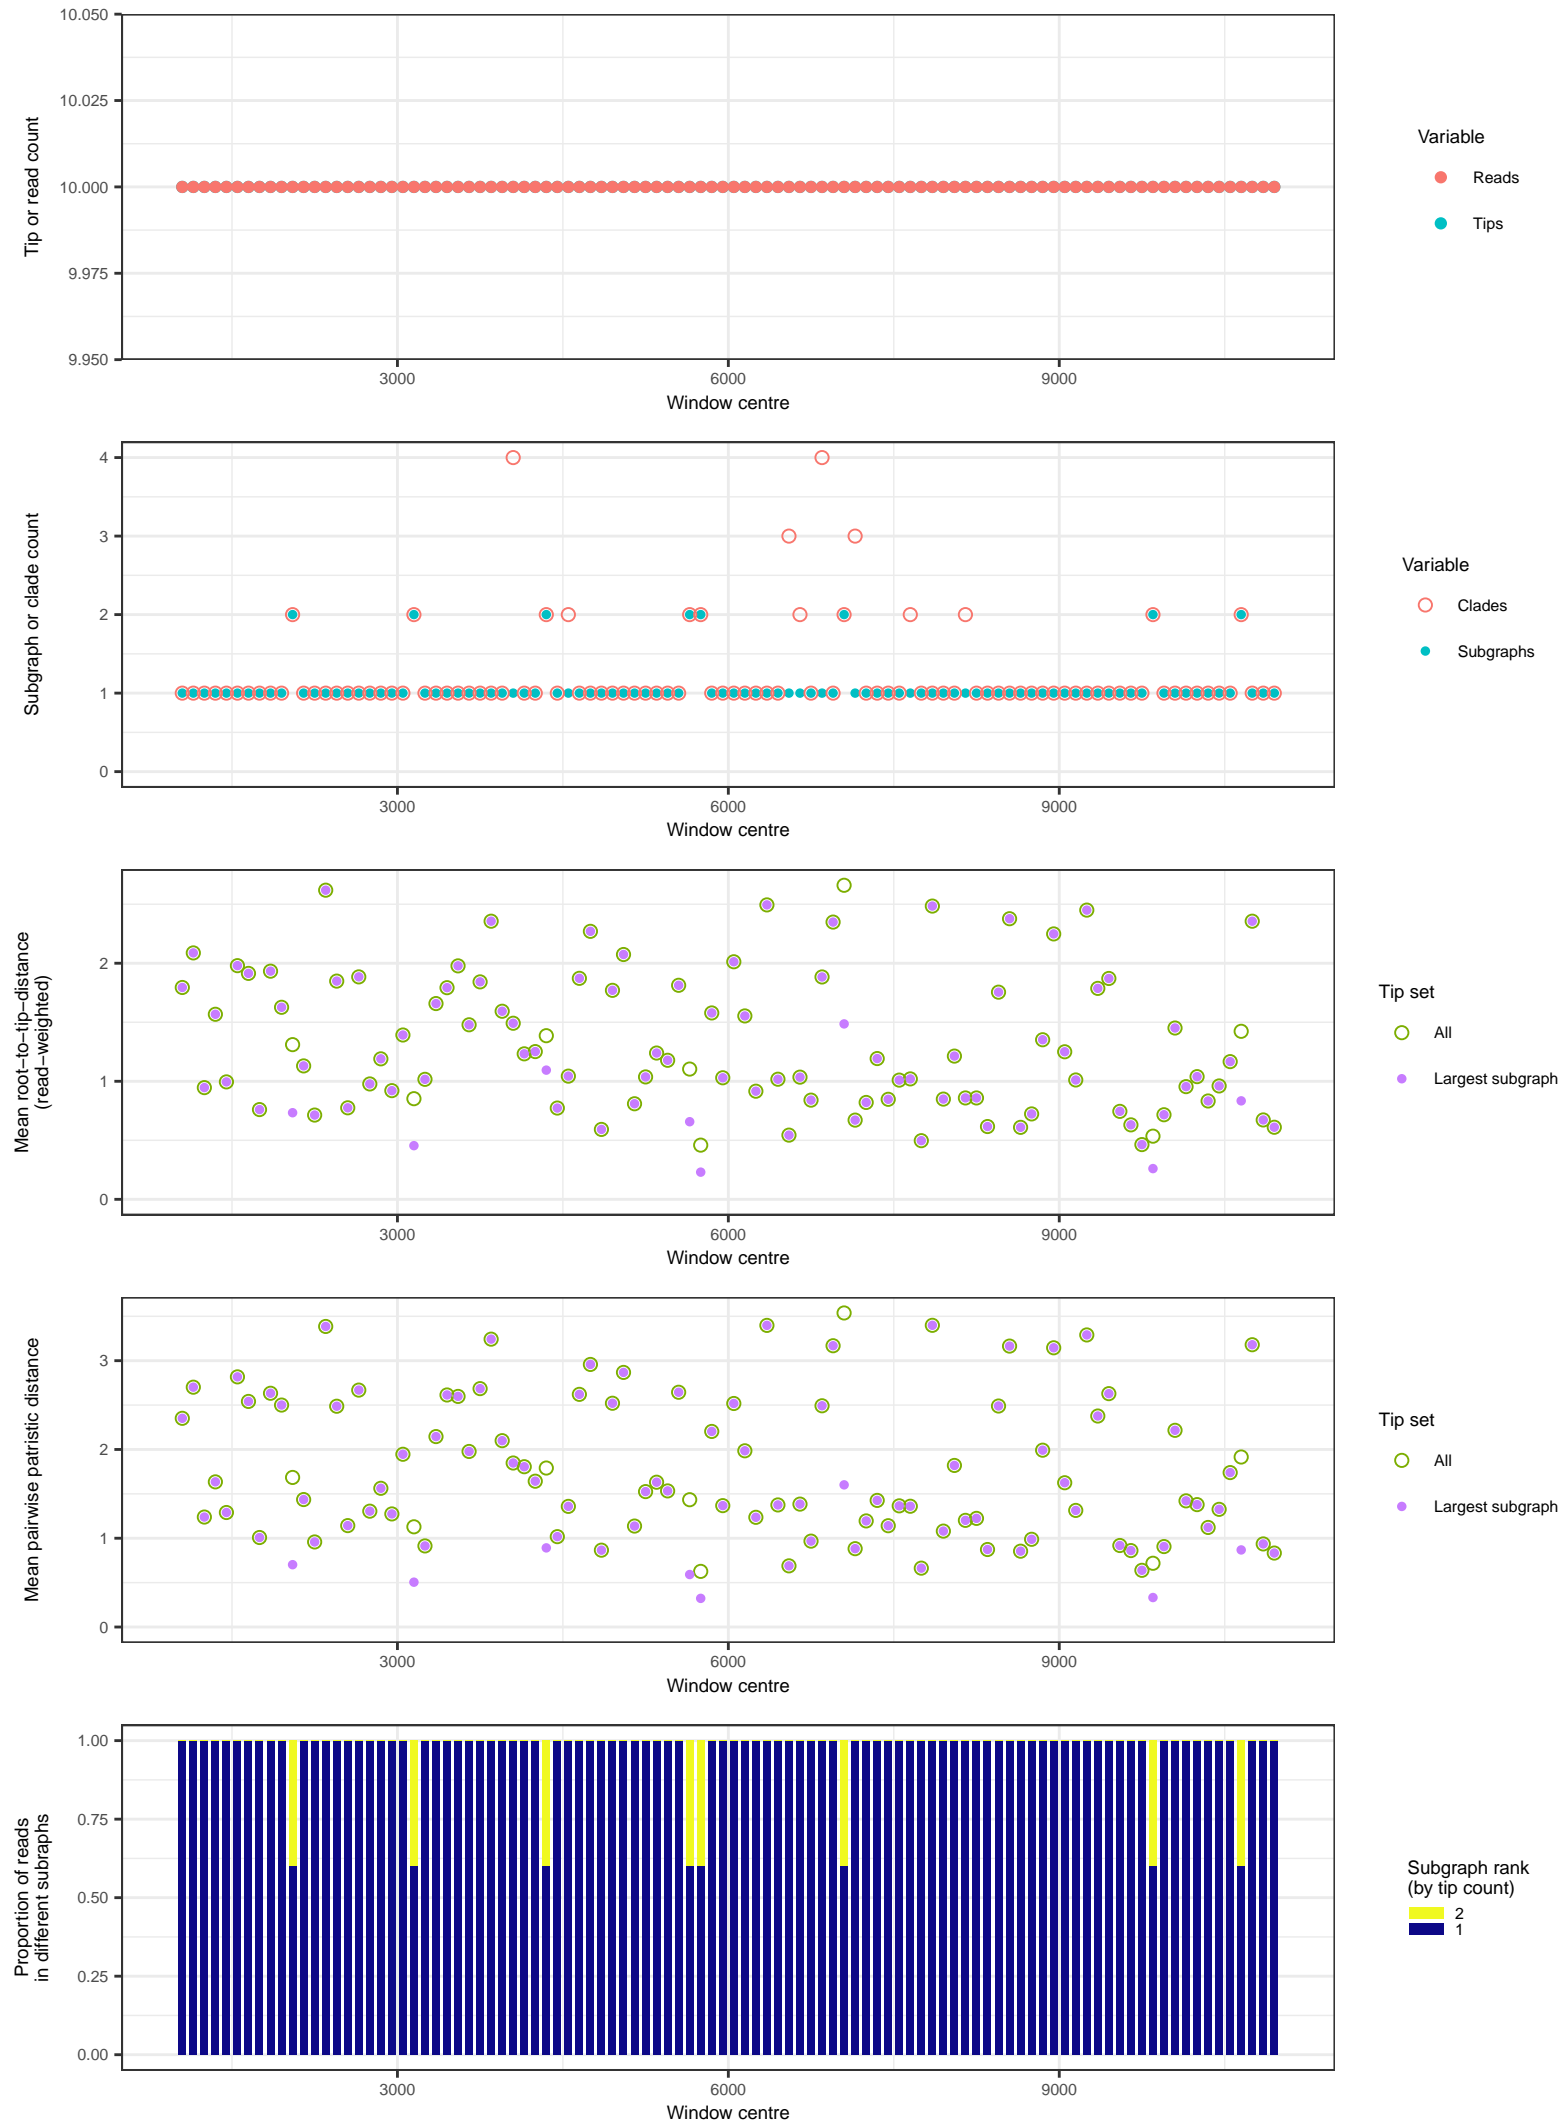 10.050
10.025
10.000
9.975
9.950
Tip or read count
3000
6000
9000
Window centre
Variable
Reads
Tips
4
3
2
1
0
Subgraph or clade count
3000
6000
9000
Window centre
Variable
Clades
Subgraphs
2
1
0
Mean root−to−tip−distance
(read−weighted)
3000
6000
9000
Window centre
Tip set
All
Largest subgraph
3
2
1
0
Mean pairwise patristic distance
3000
6000
9000
Window centre
Tip set
All
Largest subgraph
1.00
0.75
0.50
0.25
0.00
Proportion of reads
in different subraphs
3000
6000
9000
Window centre
Subgraph rank
(by tip count)
2
1